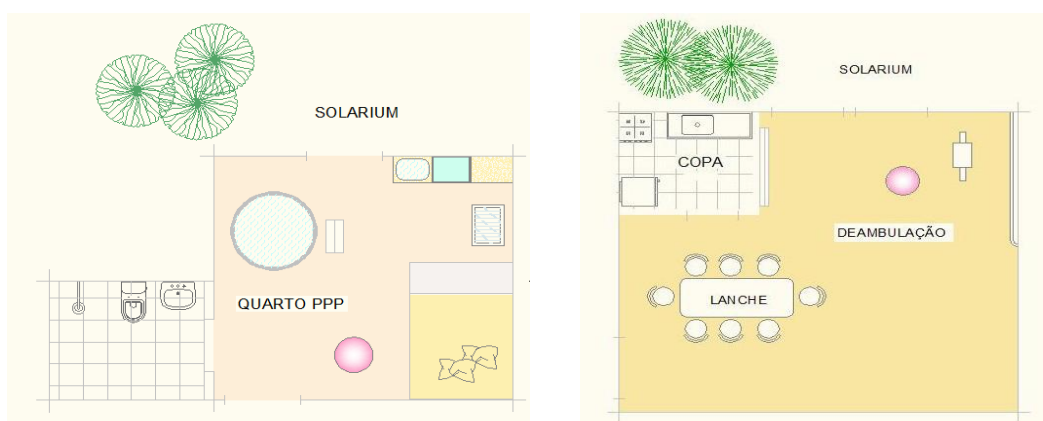 SOLARIUM
QUARTO PPP
SOLARIUM
COPA
DEAMBULAÇÃO
LANCHE